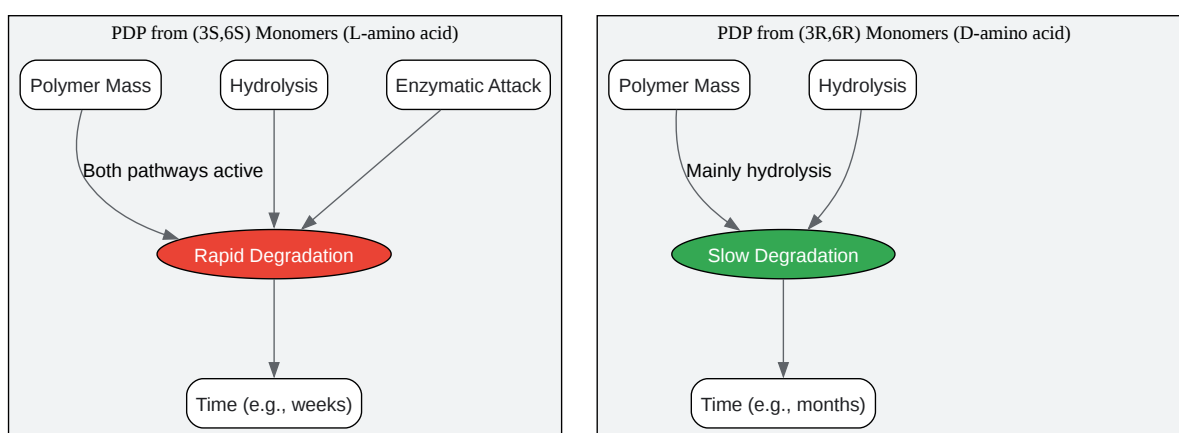 PDP from (3S,6S) Monomers (L-amino acid)
Polymer Mass
Hydrolysis
Enzymatic Attack
Both pathways active
Rapid Degradation
Time (e.g., weeks)
PDP from (3R,6R) Monomers (D-amino acid)
Polymer Mass
Hydrolysis
Mainly hydrolysis
Slow Degradation
Time (e.g., months)